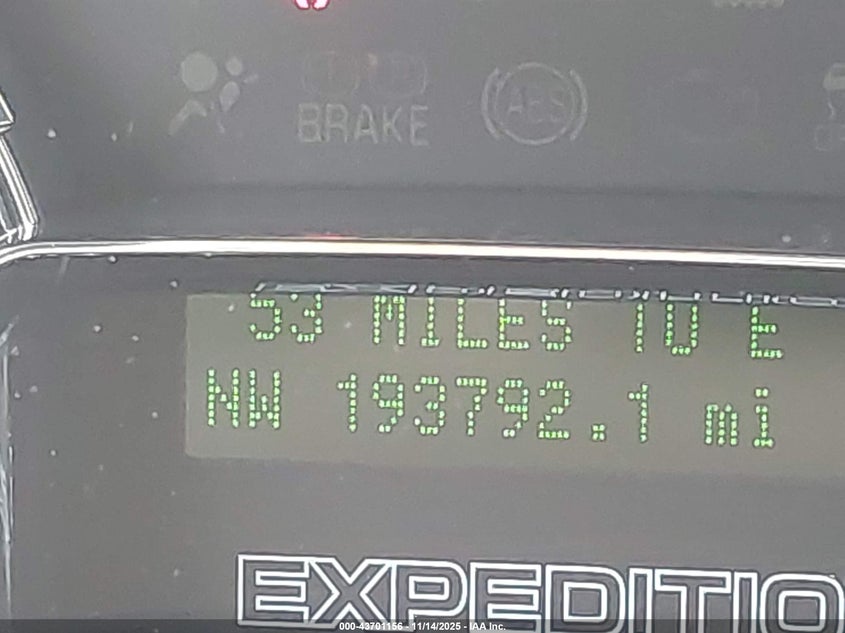 BRAKE
ABS
53 MILES TO E
NW 193792.1 mi
EXPEDITIO
000-43701156 - 11/14/2025 - IAA Inc.